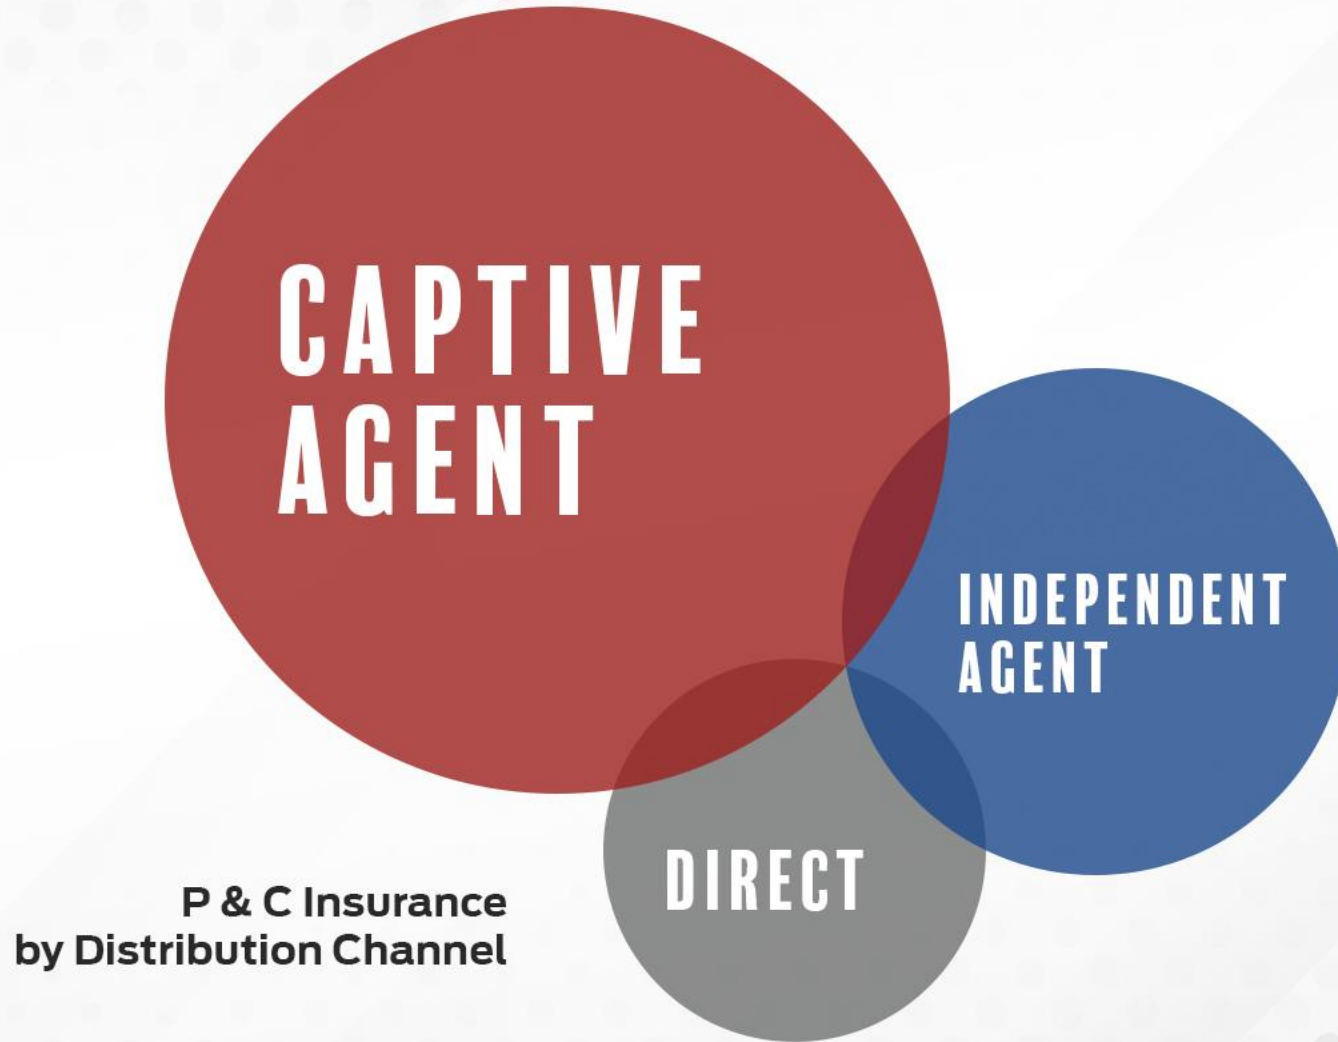 CAPTIVE
AGENT
INDEPENDENT
AGENT
DIRECT
P & C Insurance
by Distribution Channel